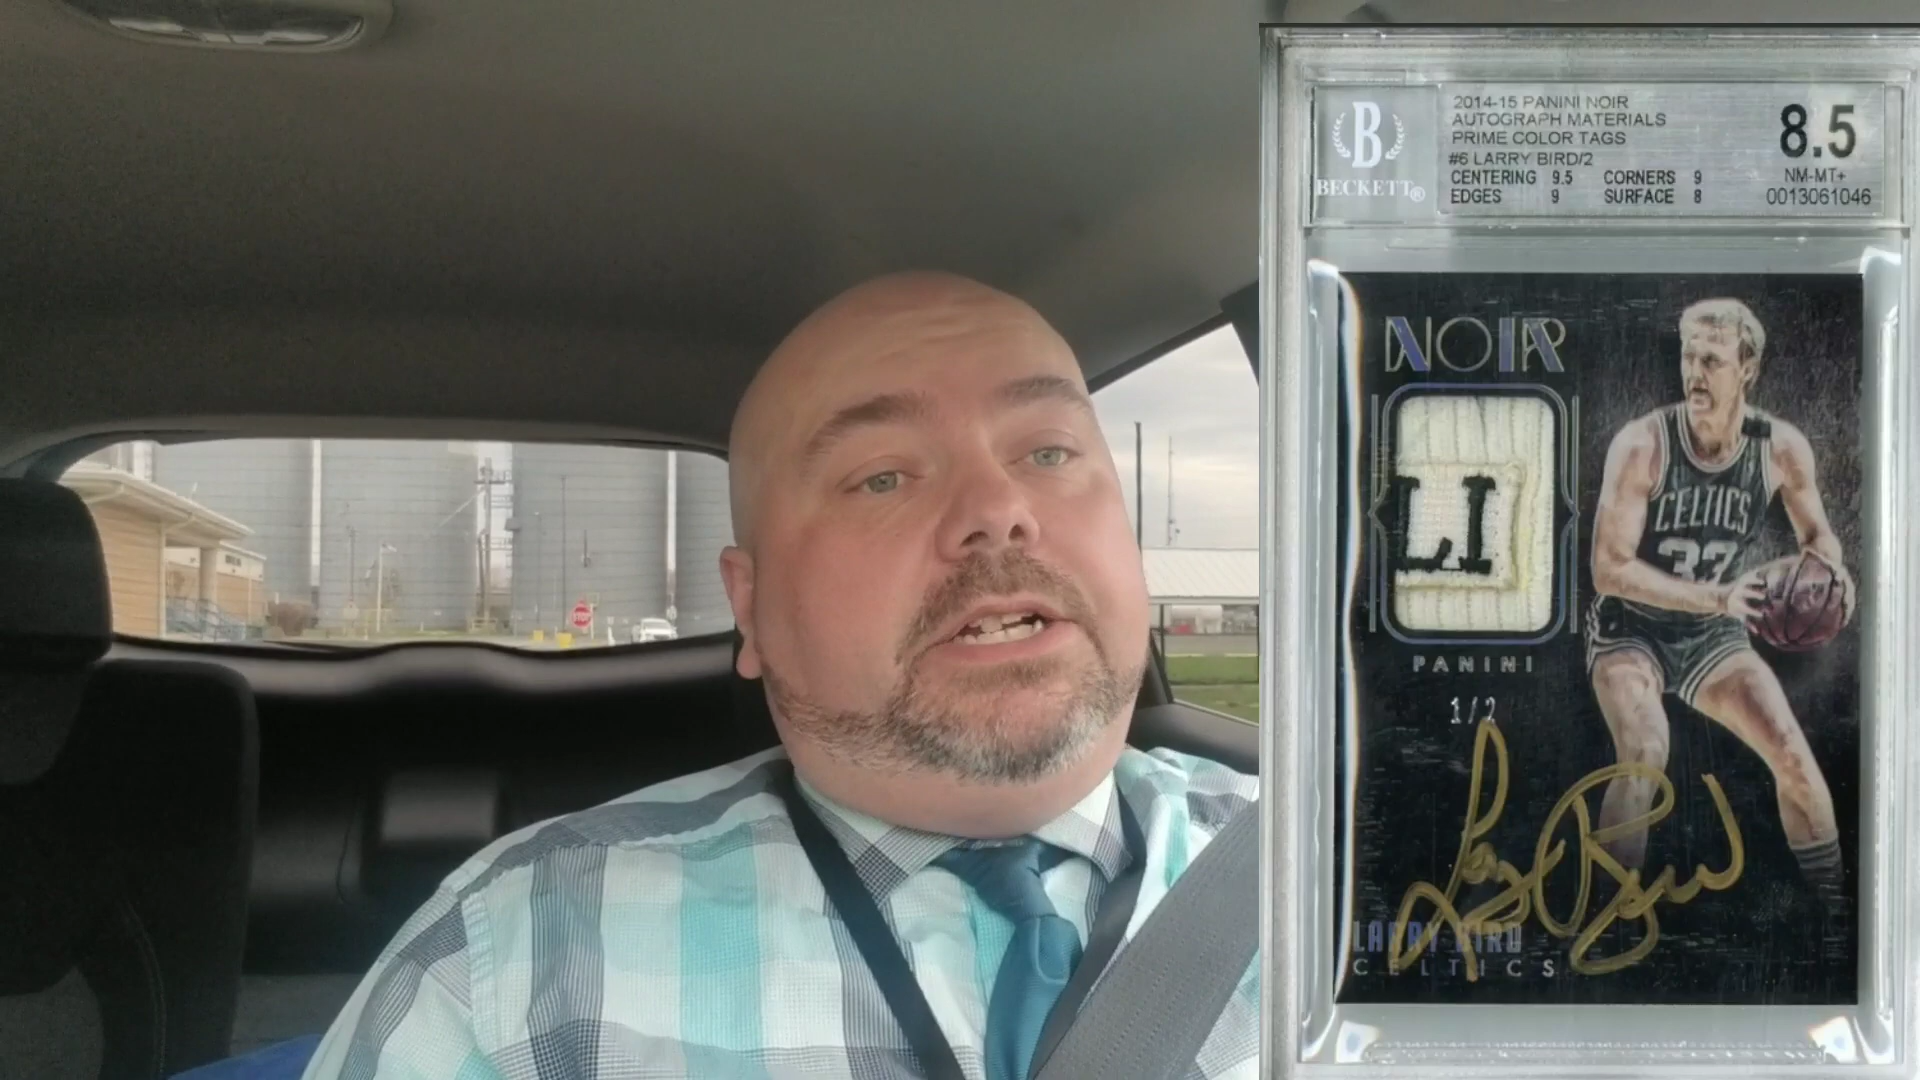 STOP
2014-15 PANINI NOIR
AUTOGRAPH MATERIALS
PRIME COLOR TAGS
#6 LARRY BIRD/2
CENTERING 9.5 CORNERS 9
EDGES 9 SURFACE 8
8.5
NM-MT+
0013061046
B
BECKETT®
NOIR
CELTICS
33
PANINI
1/2
Larry Bird
LARRY BIRD
CELTICS